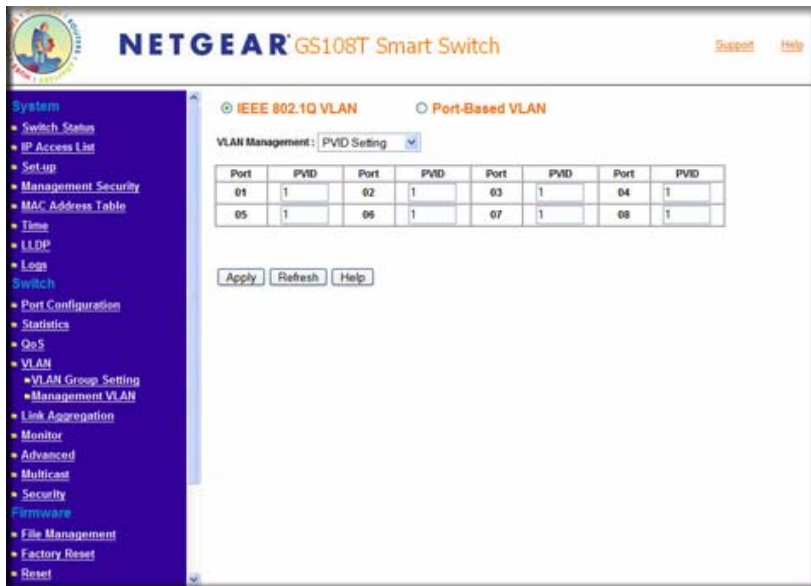 NETGEAR GS108T Smart Switch
Support Help
System
Switch Status
IP Access List
Set-up
Management Security
MAC Address Table
Time
LLDP
Logs
Switch
Port Configuration
Statistics
QoS
VLAN
VLAN Group Setting
Management VLAN
Link Aggregation
Monitor
Advanced
Multicast
Security
Firmware
File Management
Factory Reset
Reset
IEEE 802.1Q VLAN Port-Based VLAN
VLAN Management : PVID Setting
Port PVID Port PVID Port PVID Port PVID
01 1 02 1 03 1 04 1
05 1 06 1 07 1 08 1
Apply Refresh Help